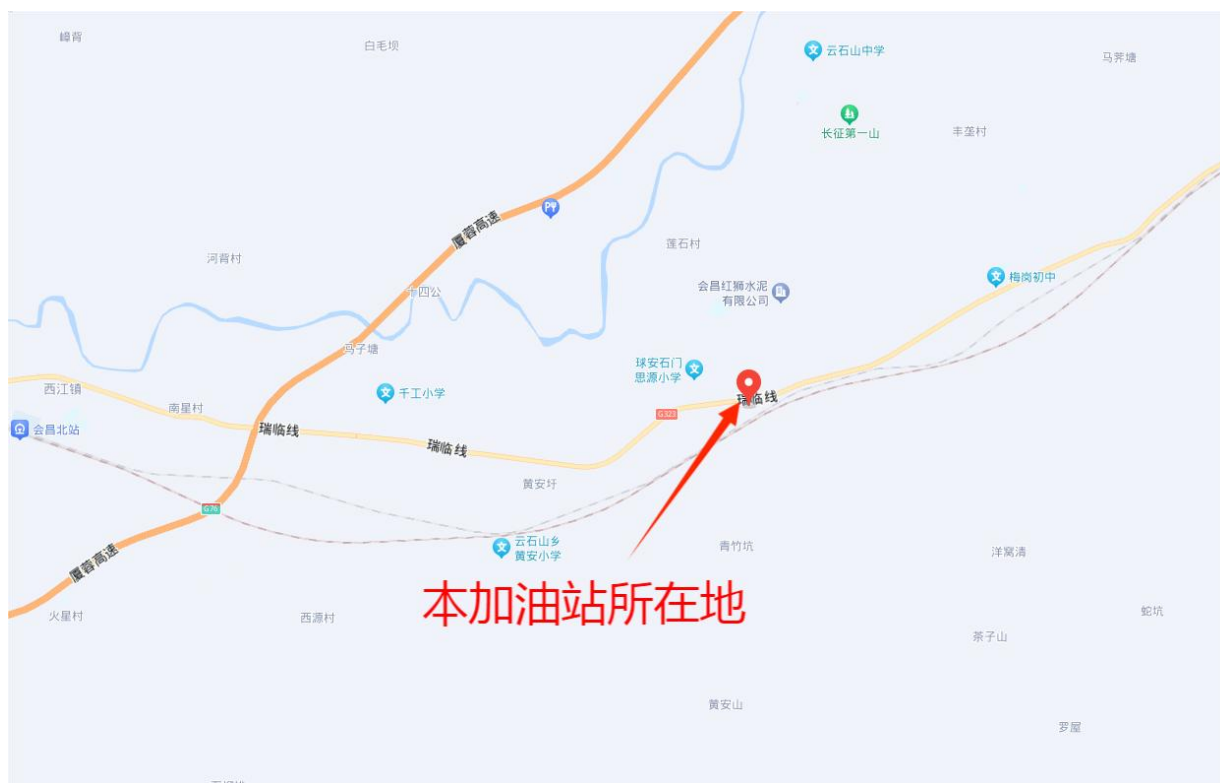 嶂背
白毛坝
云石山中学
马荠塘
长征第一山
丰垄村
厦蓉高速
河背村
莲石村
梅岗初中
会昌红狮水泥
有限公司
十四公
鸟子塘
球安石门
思源小学
西江镇
千工小学
南星村
瑞临线
G323
会昌北站
瑞临线
瑞临线
黄安圩
G76
云石山乡
黄安小学
青竹坑
洋窝清
厦蓉高速
本加油站所在地
火星村
西源村
蛇坑
茶子山
黄安山
罗屋